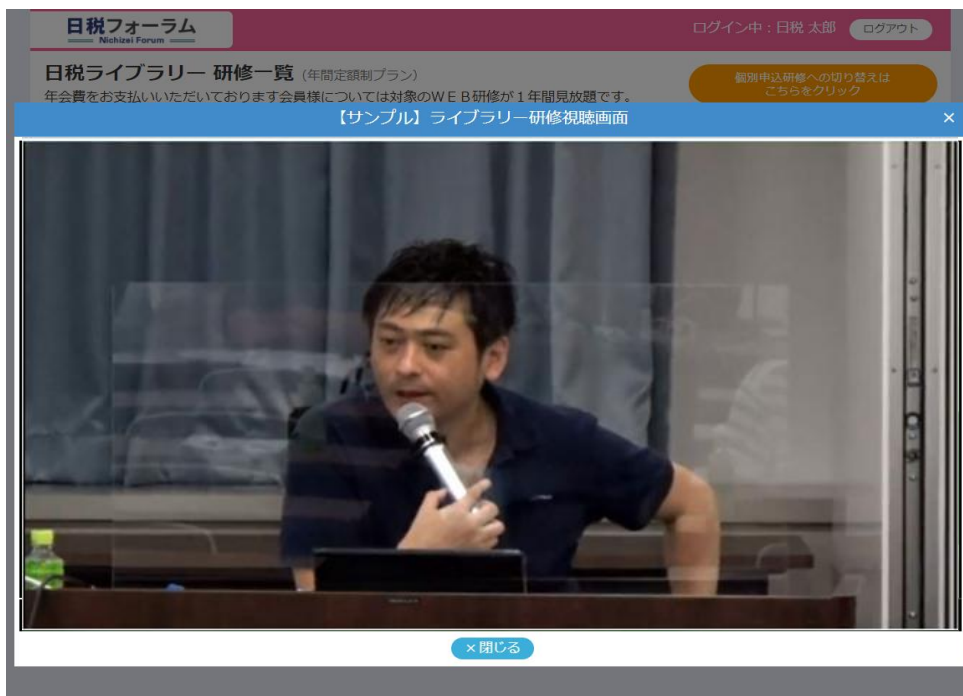 日税フォーラム
Nichizei Forum
ログイン中：日税 太郎
ログアウト
日税ライブラリー 研修一覧（年間定額制プラン）
年会費をお支払いいただいております会員様については対象のＷＥＢ研修が１年間見放題です。
個別申込研修への切り替えは
こちらをクリック
【サンプル】ライブラリー研修視聴画面
×
×閉じる